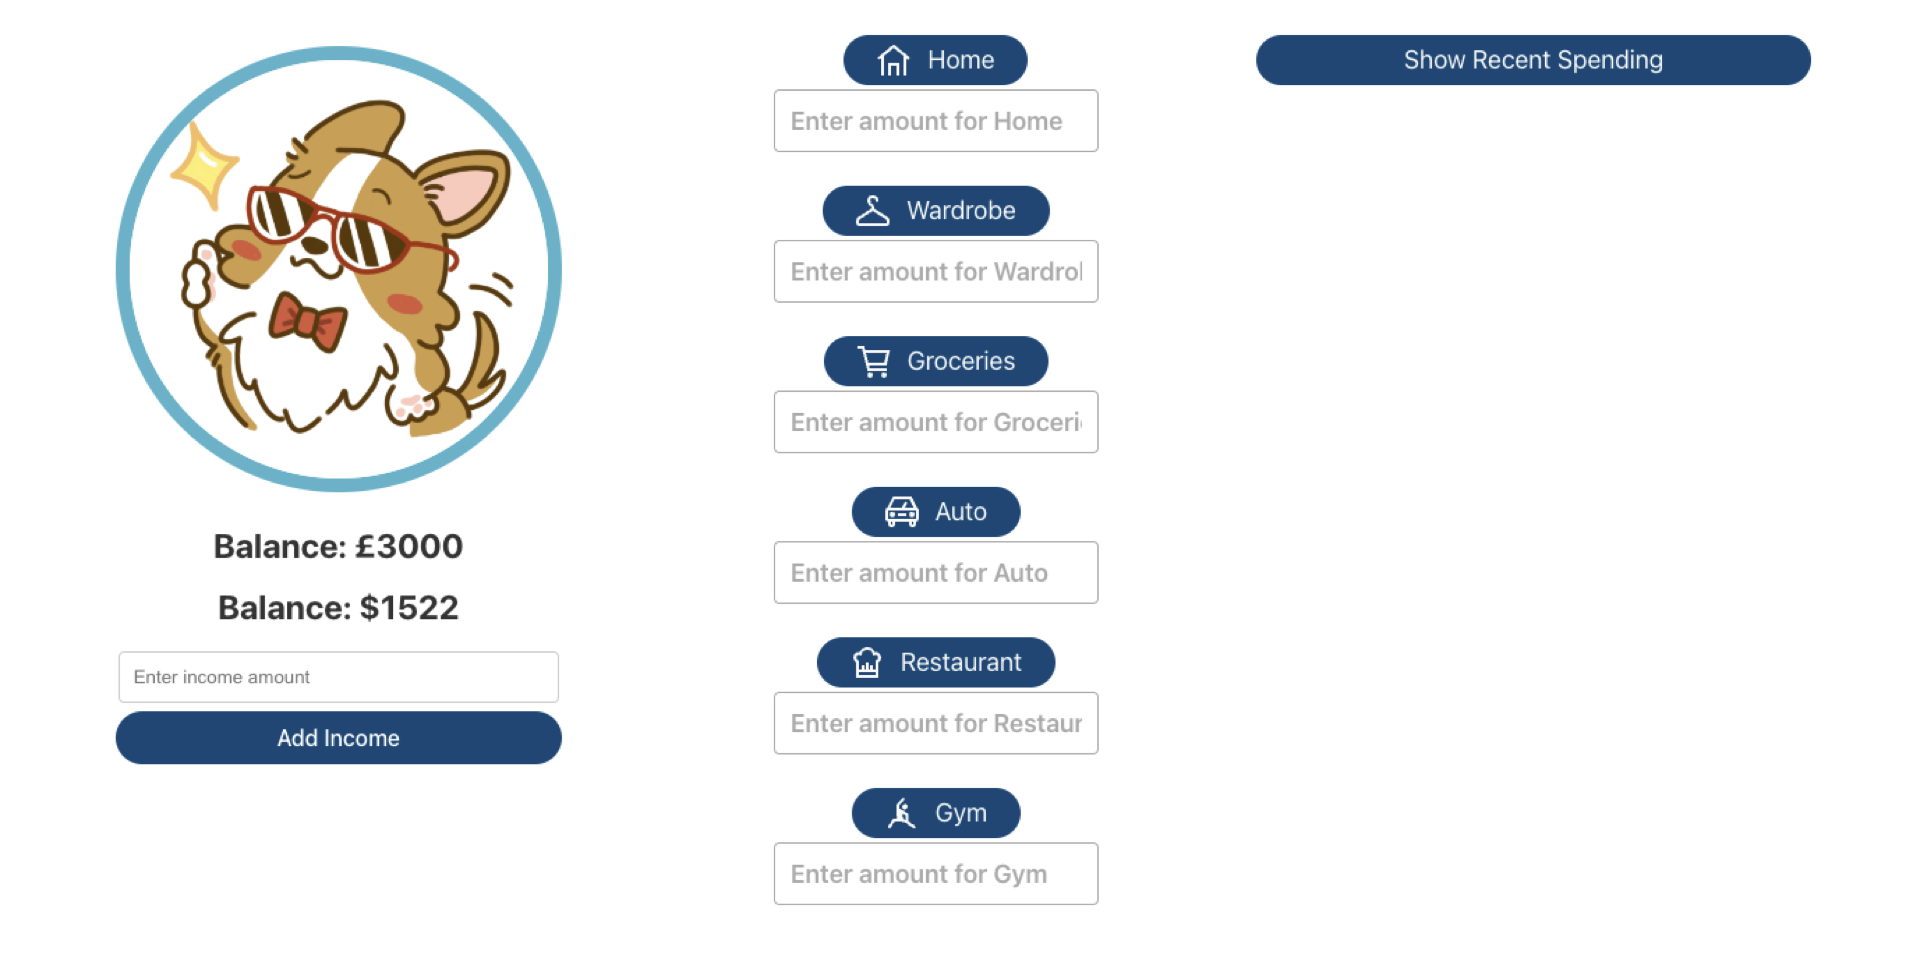 Balance: £3000
Balance: $1522
Enter income amount
Add Income
Home
Enter amount for Home
Wardrobe
Enter amount for Wardrol
Groceries
Enter amount for Groceri
Auto
Enter amount for Auto
Restaurant
Enter amount for Restaur
Gym
Enter amount for Gym
Show Recent Spending